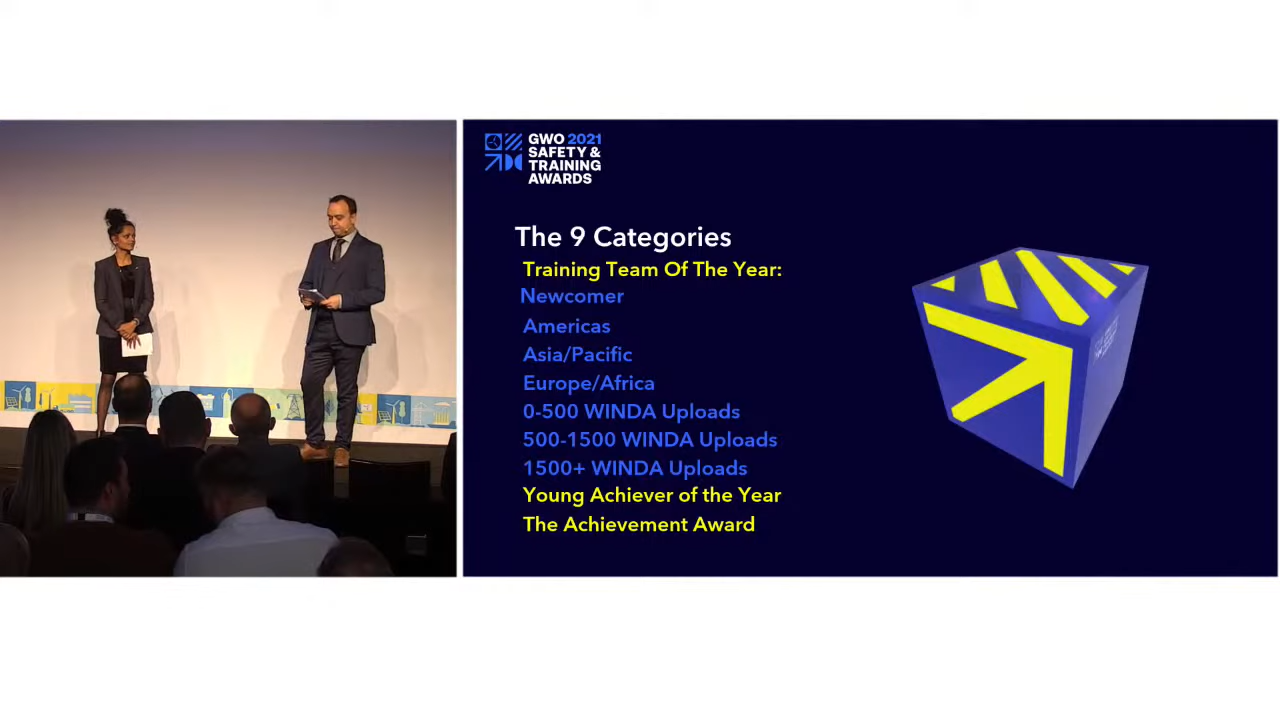 GWO 2021
SAFETY &
TRAINING
AWARDS
The 9 Categories
Training Team Of The Year:
Newcomer
Americas
Asia/Pacific
Europe/Africa
0-500 WINDA Uploads
500-1500 WINDA Uploads
1500+ WINDA Uploads
Young Achiever of the Year
The Achievement Award